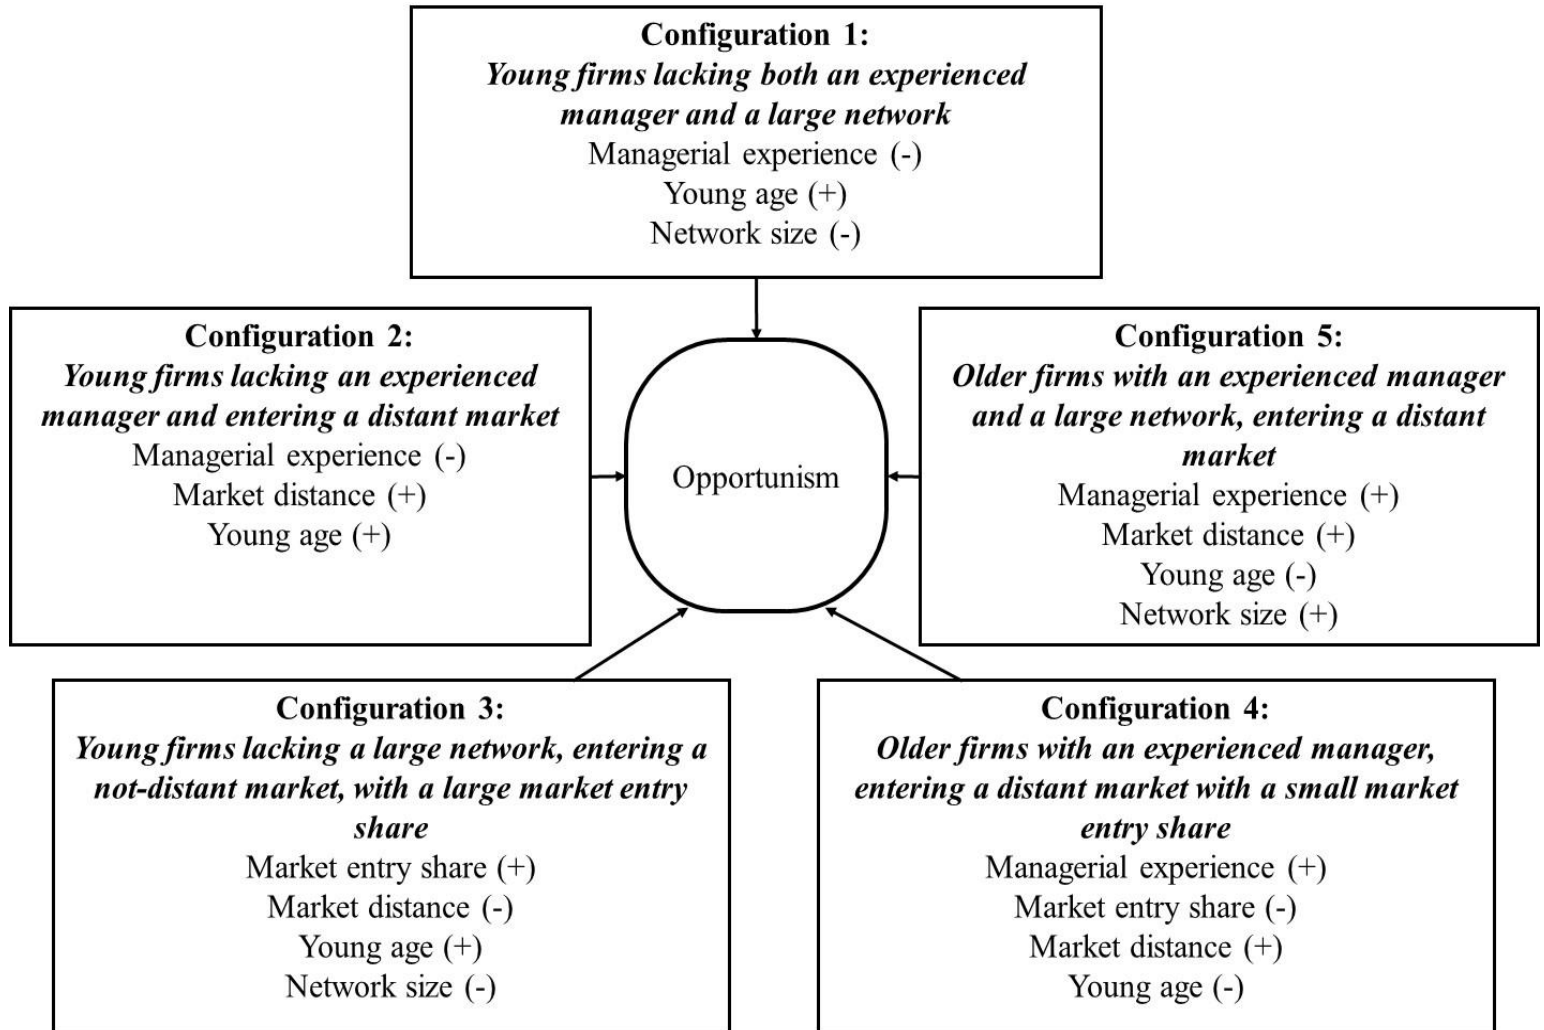 Configuration 1:
Young firms lacking both an experienced
manager and a large network
Managerial experience (-)
Young age (+)
Network size (-)
Configuration 2:
Young firms lacking an experienced
manager and entering a distant market
Managerial experience (-)
Market distance (+)
Young age (+)
Opportunism
Configuration 5:
Older firms with an experienced manager
and a large network, entering a distant
market
Managerial experience (+)
Market distance (+)
Young age (-)
Network size (+)
Configuration 3:
Young firms lacking a large network, entering a
not-distant market, with a large market entry
share
Market entry share (+)
Market distance (-)
Young age (+)
Network size (-)
Configuration 4:
Older firms with an experienced manager,
entering a distant market with a small market
entry share
Managerial experience (+)
Market entry share (-)
Market distance (+)
Young age (-)